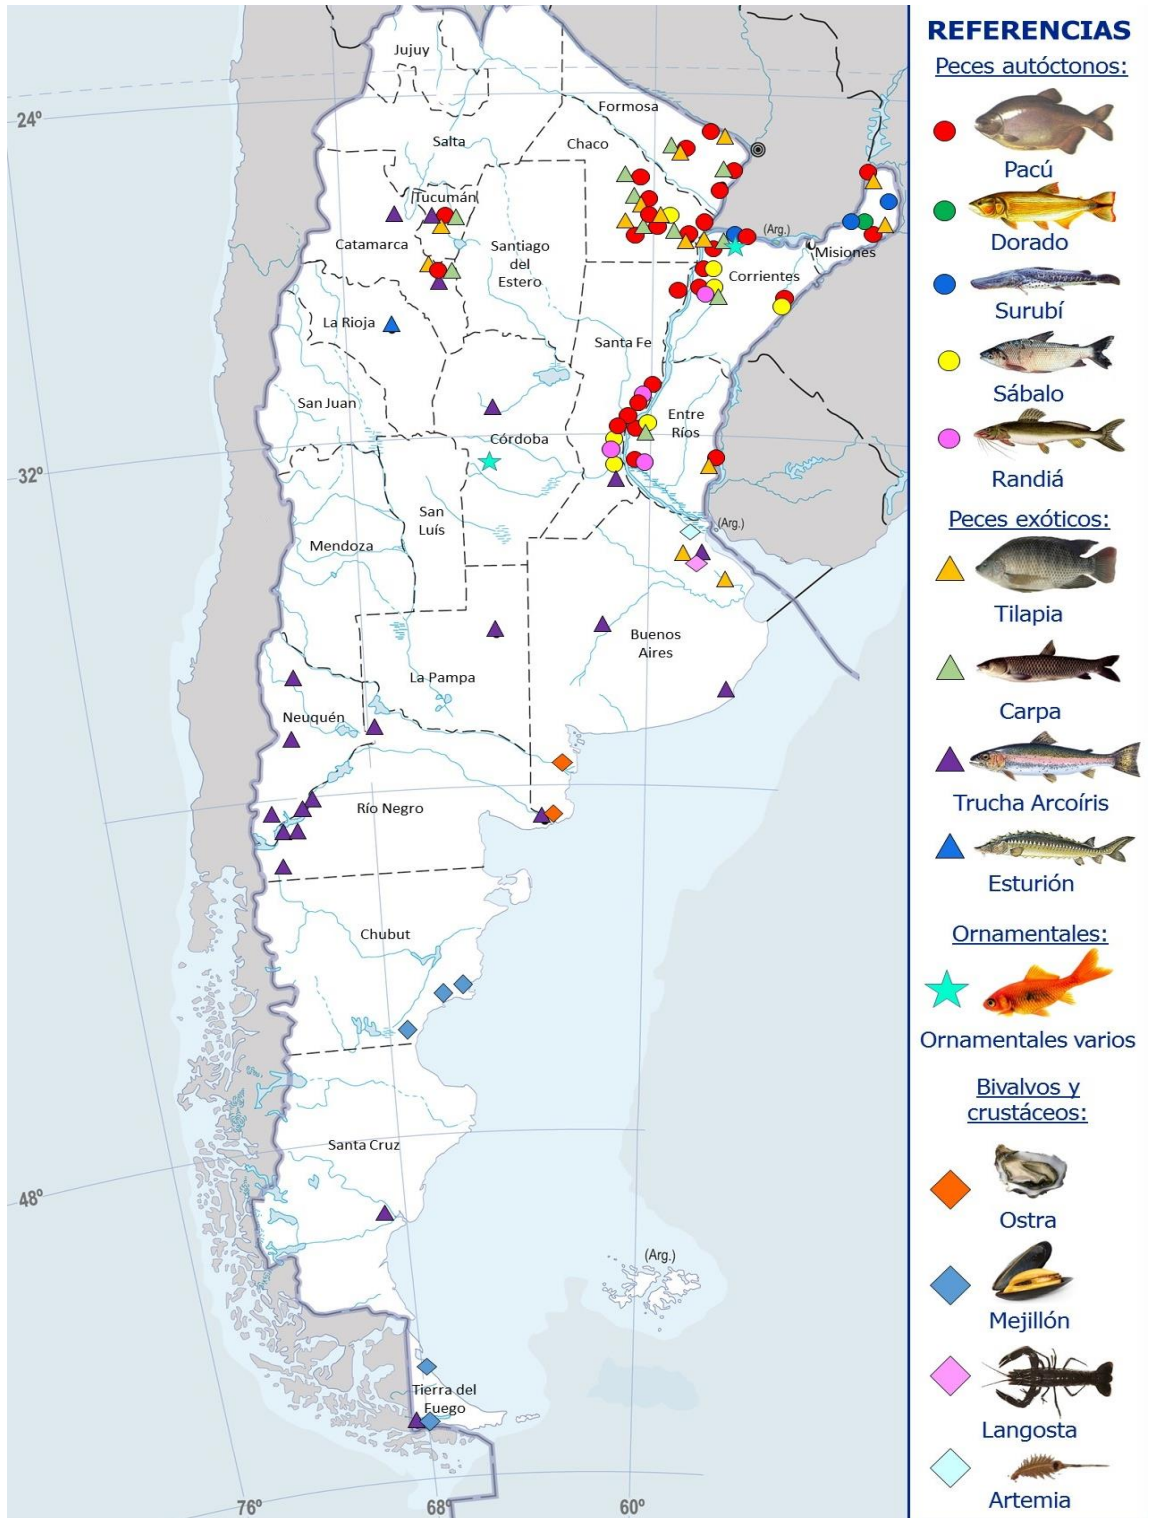 Jujuy
Formosa
24º
Salta
Chaco
Tucumán
(Arg.)
Catamarca
Santiago
del
Estero
Misiones
Corrientes
La Rioja
Santa Fe
San Juan
Entre
Ríos
Córdoba
32º
San
Luís
(Arg.)
Mendoza
Buenos
Aires
La Pampa
Neuquén
Río Negro
Chubut
Santa Cruz
48º
(Arg.)
Tierra del
Fuego
76º
68º
60º
REFERENCIAS
Peces autóctonos:
Pacú
Dorado
Surubí
Sábalo
Randiá
Peces exóticos:
Tilapia
Carpa
Trucha Arcoíris
Esturión
Ornamentales:
Ornamentales varios
Bivalvos y
crustáceos:
Ostra
Mejillón
Langosta
Artemia